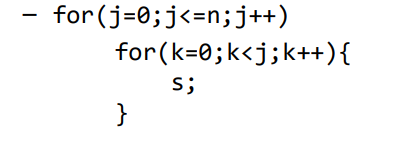 – for(j=0;j<=n;j++)
for(k=0;k<j;k++){
s;
}